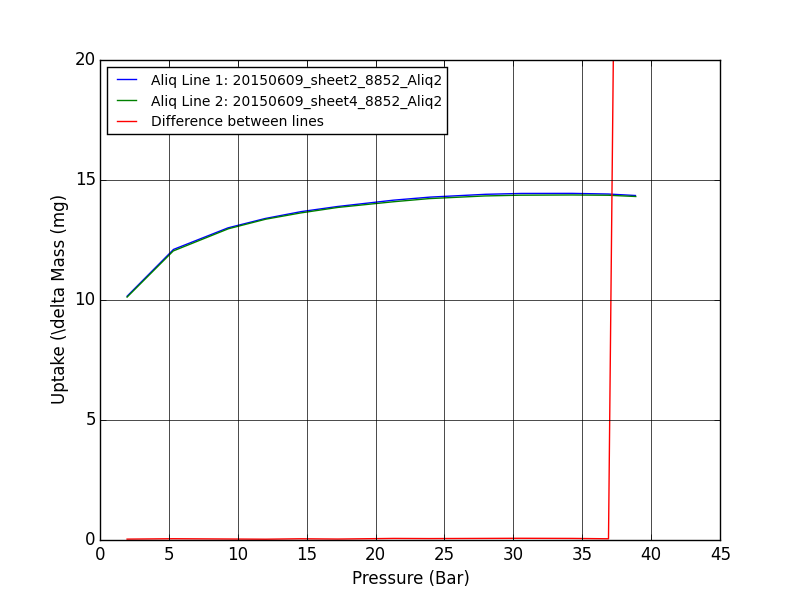 Aliq Line 1: 20150609_sheet2_8852_Aliq2
Aliq Line 2: 20150609_sheet4_8852_Aliq2
Difference between lines
20
15
10
5
0
Uptake (\delta Mass (mg)
0 5 10 15 20 25 30 35 40 45
Pressure (Bar)